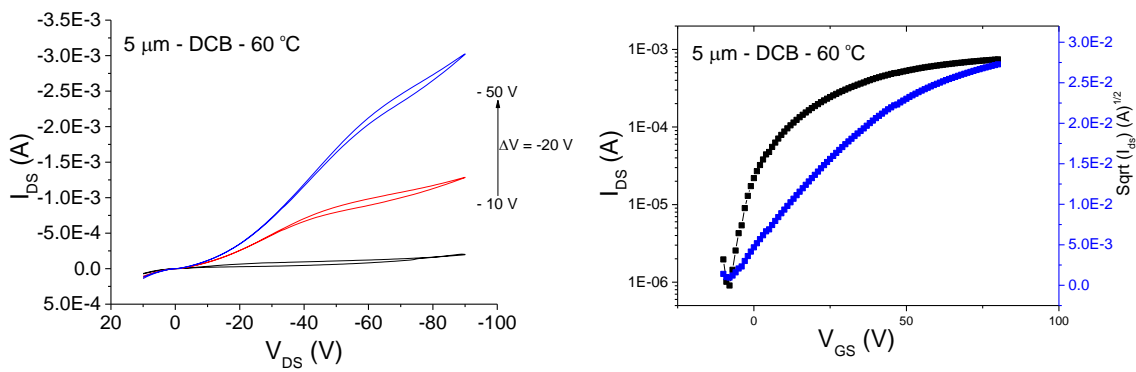 5 μm - DCB - 60 °C
-3.5E-3
-3.0E-3
-2.5E-3
-2.0E-3
-1.5E-3
-1.0E-3
-5.0E-4
0.0
5.0E-4
I_DS (A)
- 50 V
ΔV = -20 V
- 10 V
20 0 -20 -40 -60 -80 -100
V_DS (V)
5 μm - DCB - 60 °C
1E-03
1E-04
1E-05
1E-06
I_DS (A)
3.0E-2
2.5E-2
2.0E-2
1.5E-2
1.0E-2
5.0E-3
0.0
Sqrt (I_ds) (A)^1/2
0 50 100
V_GS (V)